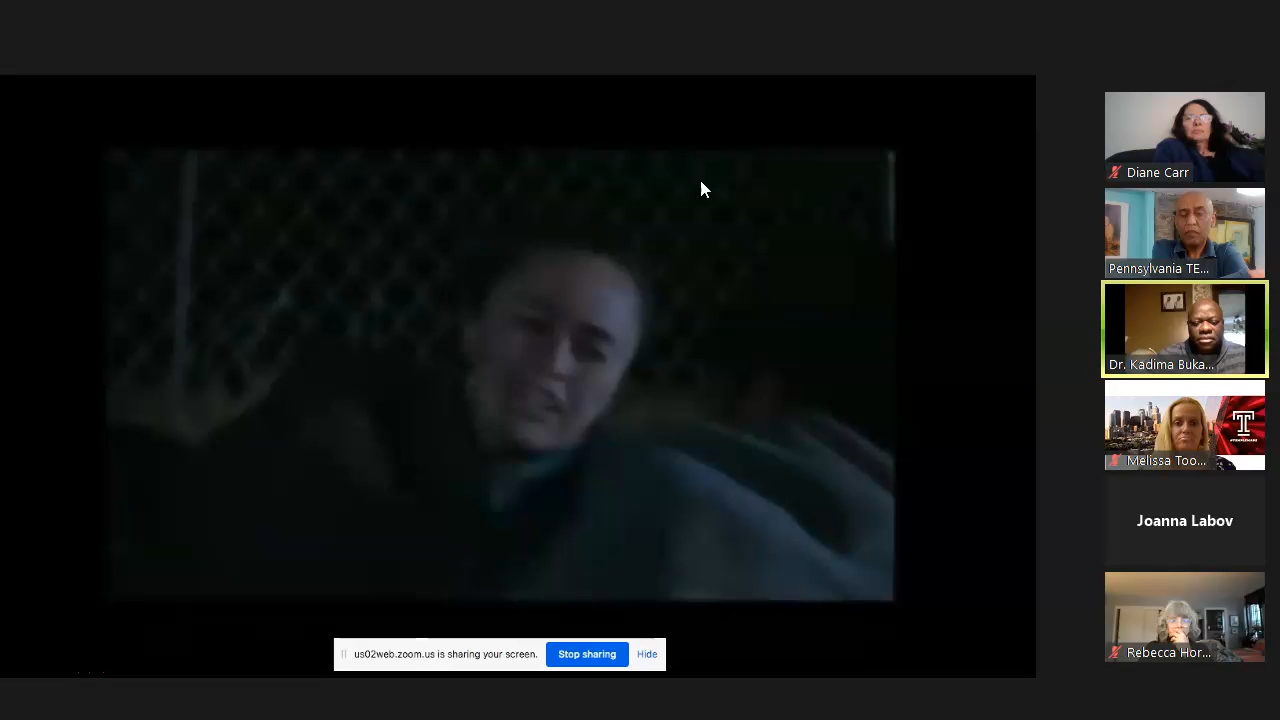 Diane Carr
Pennsylvania TE...
Dr. Kadima Buka...
T
Melissa Too...
Joanna Labov
Rebecca Hor...
us02web.zoom.us is sharing your screen. Stop sharing Hide